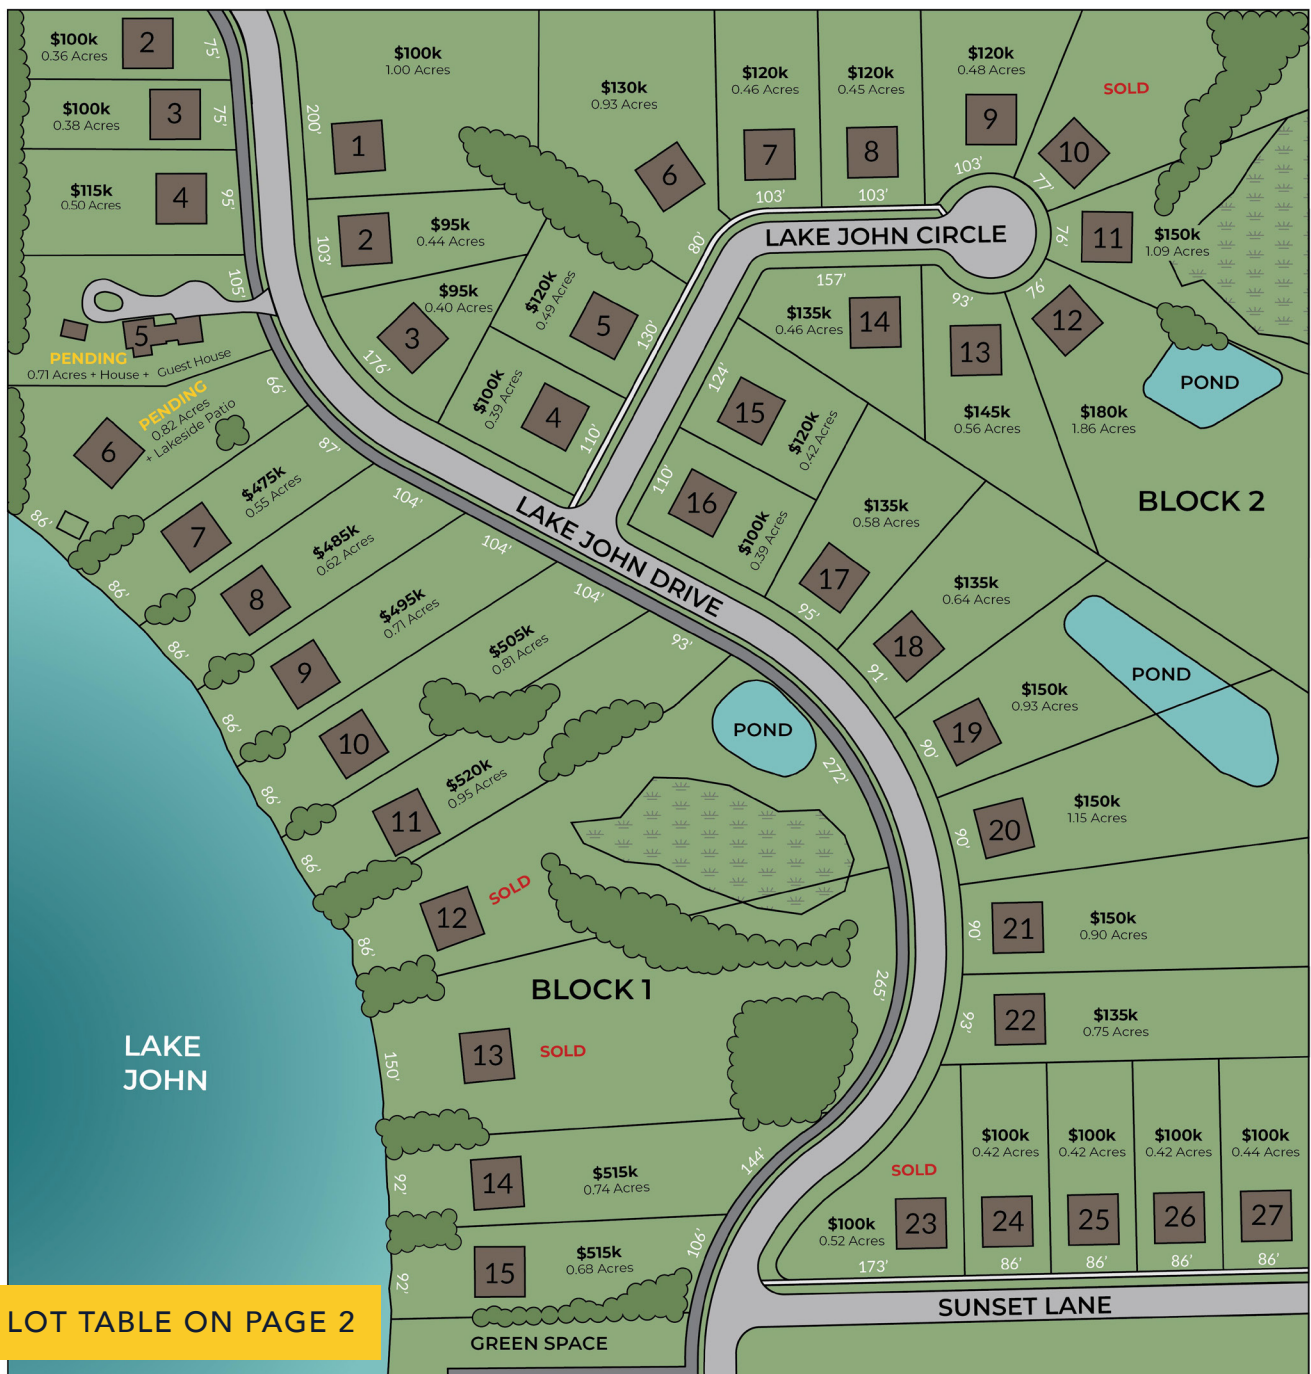 $100k
0.36 Acres
2
75'
$100k
0.38 Acres
3
75'
$115k
0.50 Acres
4
95'
105'
5
PENDING
0.71 Acres + House + Guest House
66'
PENDING
0.82 Acres
+ Lakeside Patio
6
86'
87'
$475k
0.55 Acres
7
86'
104'
$485k
0.62 Acres
8
86'
104'
$495k
0.71 Acres
9
86'
104'
$505k
0.81 Acres
10
86'
93'
$520k
0.95 Acres
11
86'
POND
272'
SOLD
12
86'
BLOCK 1
265'
13
SOLD
150'
144'
14
$515k
0.74 Acres
92'
106'
15
$515k
0.68 Acres
92'
GREEN SPACE
LAKE
JOHN
LOT TABLE ON PAGE 2
$100k
1.00 Acres
200'
1
$95k
0.44 Acres
103'
2
$95k
0.40 Acres
3
176'
$100k
0.39 Acres
4
110'
$120k
0.49 Acres
5
130'
$130k
0.93 Acres
6
80'
$120k
0.46 Acres
7
103'
$120k
0.45 Acres
8
103'
$120k
0.48 Acres
9
103'
SOLD
10
77'
11
76'
$150k
1.09 Acres
LAKE JOHN CIRCLE
12
76'
$180k
1.86 Acres
POND
13
93'
$145k
0.56 Acres
157'
$135k
0.46 Acres
14
BLOCK 2
124'
15
$120k
0.42 Acres
110'
16
$100k
0.39 Acres
LAKE JOHN DRIVE
$135k
0.58 Acres
17
95'
$135k
0.64 Acres
18
91'
POND
$150k
0.93 Acres
19
90'
$150k
1.15 Acres
20
90'
$150k
0.90 Acres
21
90'
$135k
0.75 Acres
22
93'
SOLD
$100k
0.52 Acres
23
173'
$100k
0.42 Acres
24
86'
$100k
0.42 Acres
25
86'
$100k
0.42 Acres
26
86'
$100k
0.44 Acres
27
86'
SUNSET LANE